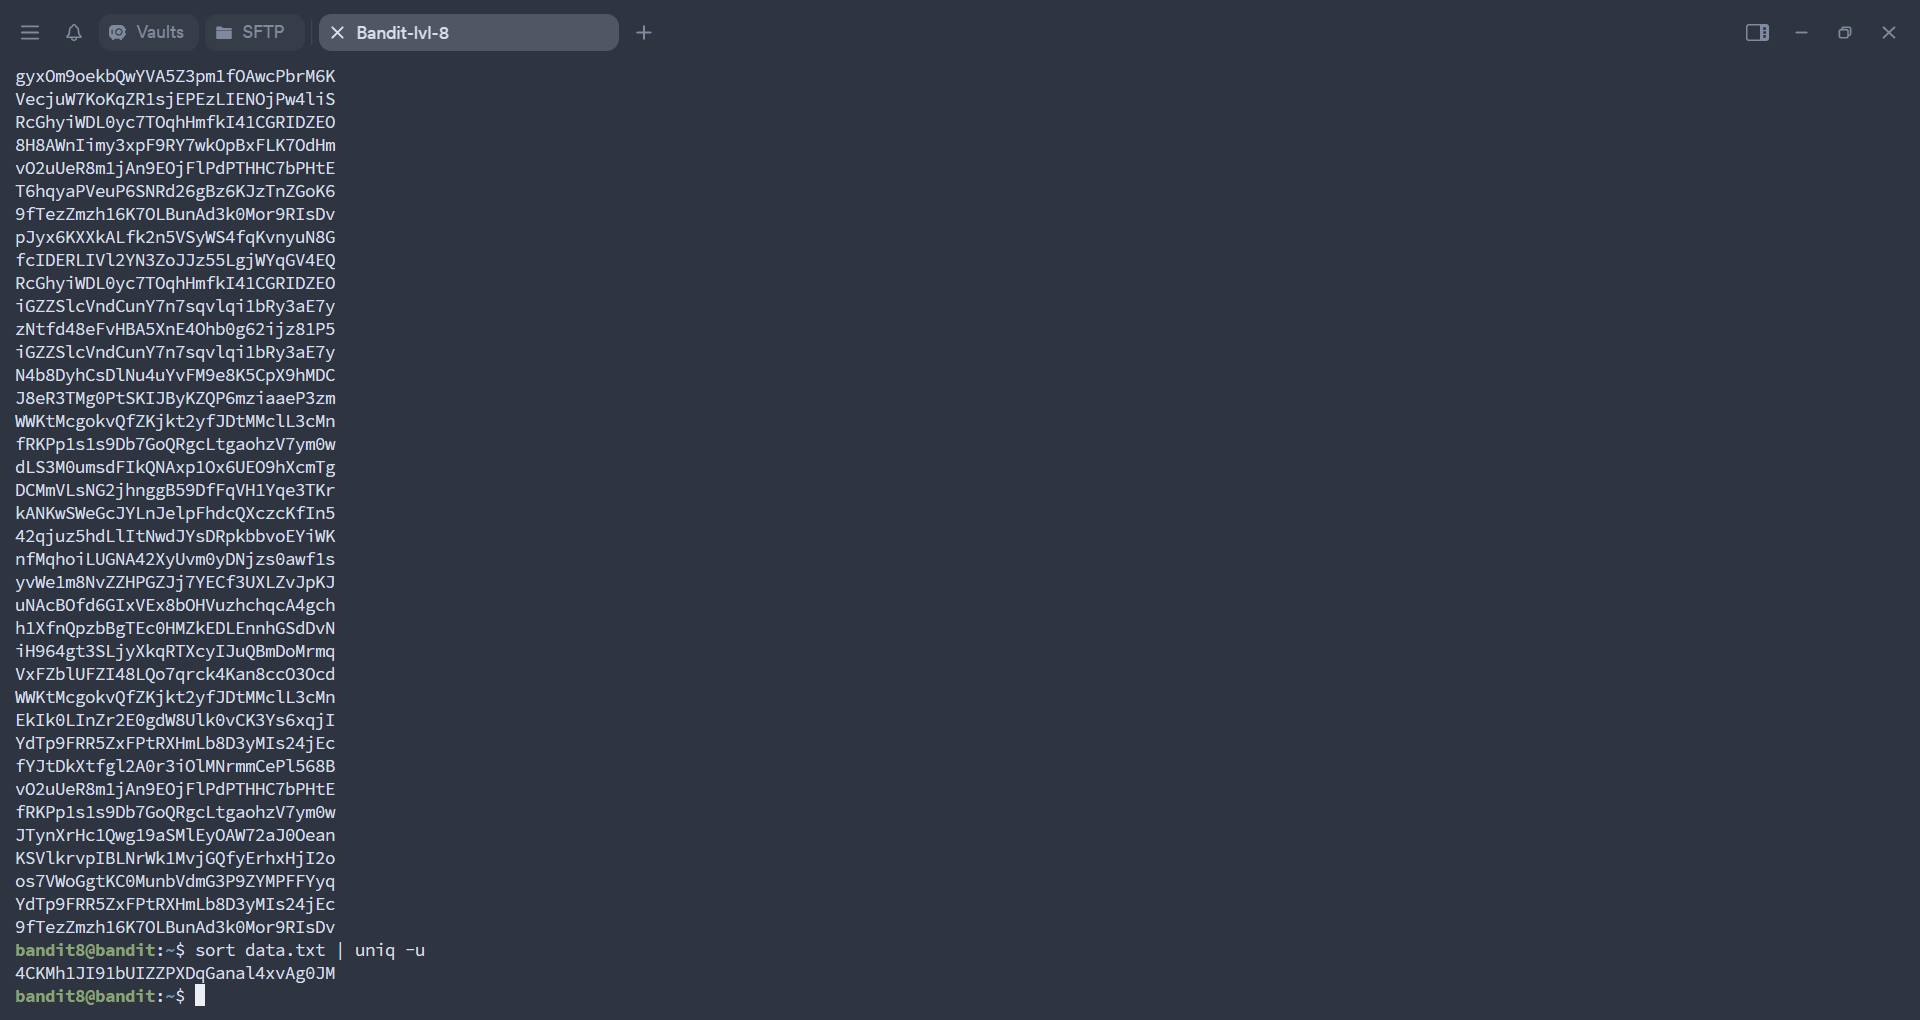 Vaults
SFTP
Bandit-lvl-8
gyxOm9oekbQwYVA5Z3pm1fOAwcPbrM6K
VecjuW7KoKqZR1sjEPEzLIENOjPw4liS
RcGhyiWDL0yc7TOqhHmfkI41CGRIDZEO
8H8AWnIimy3xpF9RY7wkOpBxFLK7OdHm
vO2uUeR8m1jAn9EOjFlPdPTHHC7bPHtE
T6hqyaPVeuP6SNRd26gBz6KJzTnZGoK6
9fTezZmzh16K7OLBunAd3k0Mor9RIsDv
pJyx6KXXkALfk2n5VSyWS4fqKvnyuN8G
fcIDERLIVl2YN3ZoJJz55LgjWYqGV4EQ
RcGhyiWDL0yc7TOqhHmfkI41CGRIDZEO
iGZZSlcVndCunY7n7sqvlqi1bRy3aE7y
zNtfd48eFvHBA5XnE4Ohb0g62ijz81P5
iGZZSlcVndCunY7n7sqvlqi1bRy3aE7y
N4b8DyhCsDlNu4uYvFM9e8K5CpX9hMDC
J8eR3TMg0PtSKIJByKZQP6mziaaeP3zm
WWKtMcgokvQfZKjkt2yfJDtMMclL3cMn
fRKPp1s1s9Db7GoQRgcLtgaohzV7ym0w
dLS3M0umsdFIkQNAxp1Ox6UEO9hXcmTg
DCMmVLsNG2jhnggB59DfFqVH1Yqe3TKr
kANKwSWeGcJYLnJelpFhdcQXczcKfIn5
42qjuz5hdLlItNwdJYsDRpkbbvoEYiWK
nfMqhoiLUGNA42XyUvm0yDNjzs0awf1s
yvWe1m8NvZZHPGZJj7YECf3UXLZvJpKJ
uNAcBOfd6GIxVEx8bOHVuzhchqcA4gch
h1XfnQpzbBgTEc0HMZkEDLEnnhGSdDvN
iH964gt3SLjyXkqRTXcyIJuQBmDoMrmq
VxFZblUFZI48LQo7qrck4Kan8ccO3Ocd
WWKtMcgokvQfZKjkt2yfJDtMMclL3cMn
EkIk0LInZr2E0gdW8Ulk0vCK3Ys6xqjI
YdTp9FRR5ZxFPtRXHmLb8D3yMIs24jEc
fYJtDkXtfgl2A0r3iOlMNrmmCePl568B
vO2uUeR8m1jAn9EOjFlPdPTHHC7bPHtE
fRKPp1s1s9Db7GoQRgcLtgaohzV7ym0w
JTynXrHc1Qwg19aSMlEyOAW72aJ0Oean
KSVlkrvpIBLNrWk1MvjGQfyErhxHjI2o
os7VWoGgtKC0MunbVdmG3P9ZYMPFFYyq
YdTp9FRR5ZxFPtRXHmLb8D3yMIs24jEc
9fTezZmzh16K7OLBunAd3k0Mor9RIsDv
bandit8@bandit:~$ sort data.txt | uniq -u
4CKMh1JI91bUIZZPXDqGanal4xvAg0JM
bandit8@bandit:~$